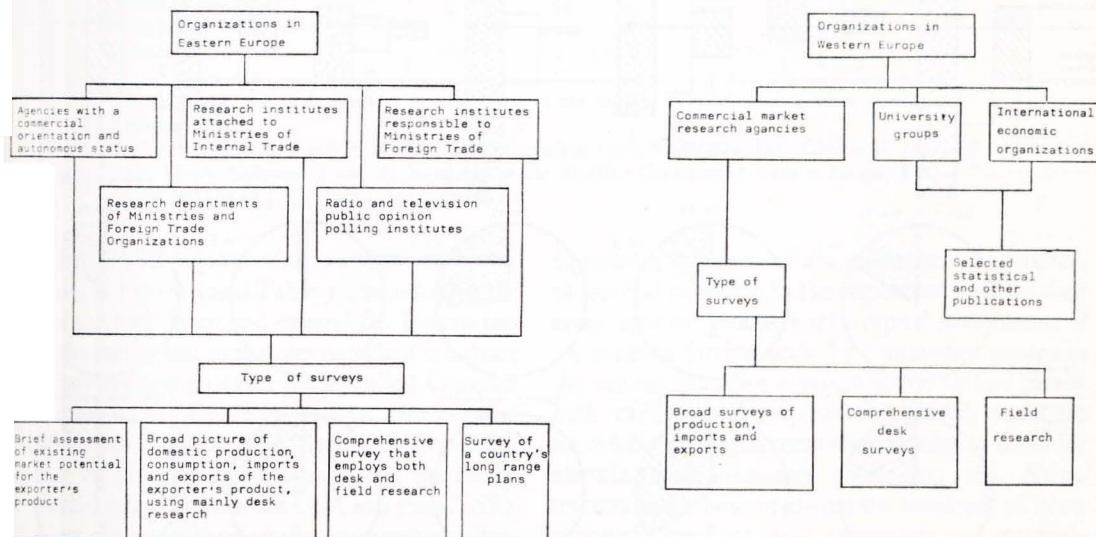 Organizations in
Eastern Europe
Agencies with a
commercial
orientation and
autonomous status
Research institutes
attached to
Ministries of
Internal Trade
Research institutes
responsible to
Ministries of
Foreign Trade
Research departments
of Ministries and
Foreign Trade
Organizations
Radio and television
public opinion
polling institutes
Type of surveys
Brief assessment
of existing
market potential
for the
exporter's
product
Broad picture of
domestic production,
consumption, imports
and exports of the
exporter's product,
using mainly desk
research
Comprehensive
survey that
employs both
desk and
field research
Survey of
a country's
long range
plans
Organizations in
Western Europe
Commercial market
research agencies
University
groups
International
economic
organizations
Type of
surveys
Selected
statistical
and other
publications
Broad surveys of
production,
imports and
exports
Comprehensive
desk
surveys
Field
research